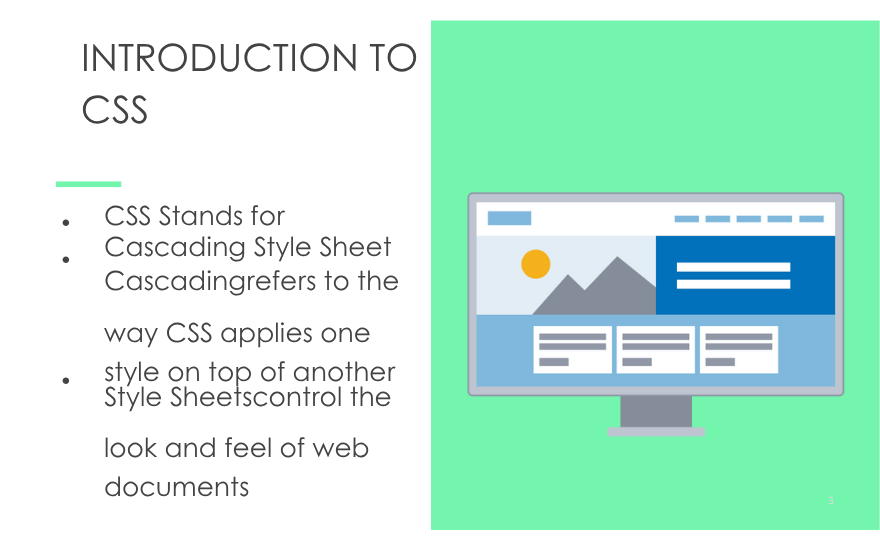 INTRODUCTION TO
CSS
• CSS Stands for
Cascading Style Sheet
• Cascadingrefers to the
way CSS applies one
style on top of another
• Style Sheetscontrol the
look and feel of web
documents
3